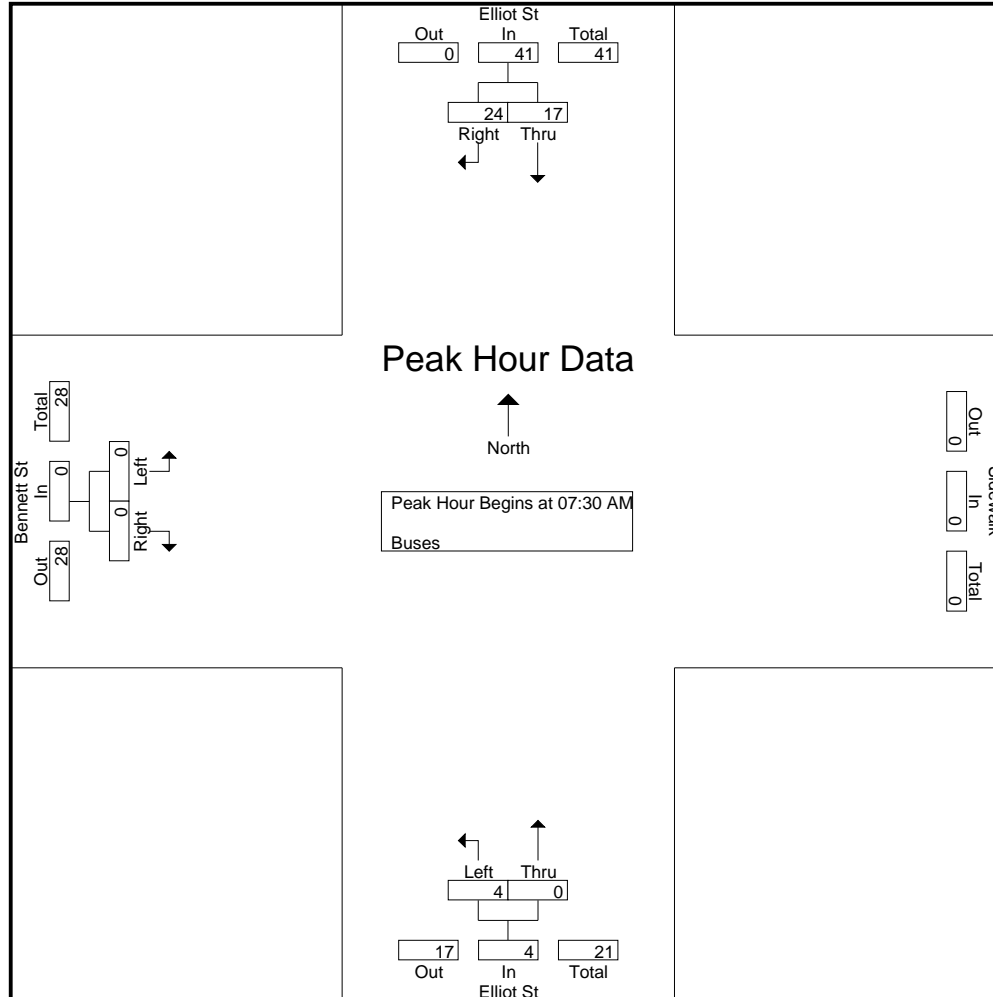 Elliot St
Out In Total
0 41 41
24 17
Right Thru
Peak Hour Data
North
Peak Hour Begins at 07:30 AM
Buses
Bennett St
Out In Total
28 0 28
0 0
Right Left
Out In Total
0 0 0
Left Thru
4 0
17 4 21
Out In Total
Elliot St